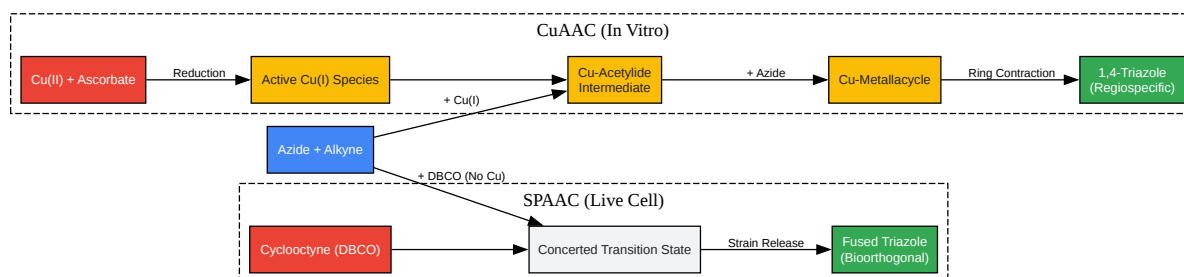 CuAAC (In Vitro)
Cu(II) + Ascorbate
Reduction
Active Cu(I) Species
Cu-Acetylide
Intermediate
+ Azide
Cu-Metallacycle
Ring Contraction
1,4-Triazole
(Regiospecific)
+ Cu(I)
Azide + Alkyne
+ DBCO (No Cu)
SPAAC (Live Cell)
Cyclooctyne (DBCO)
Concerted Transition State
Strain Release
Fused Triazole
(Bioorthogonal)